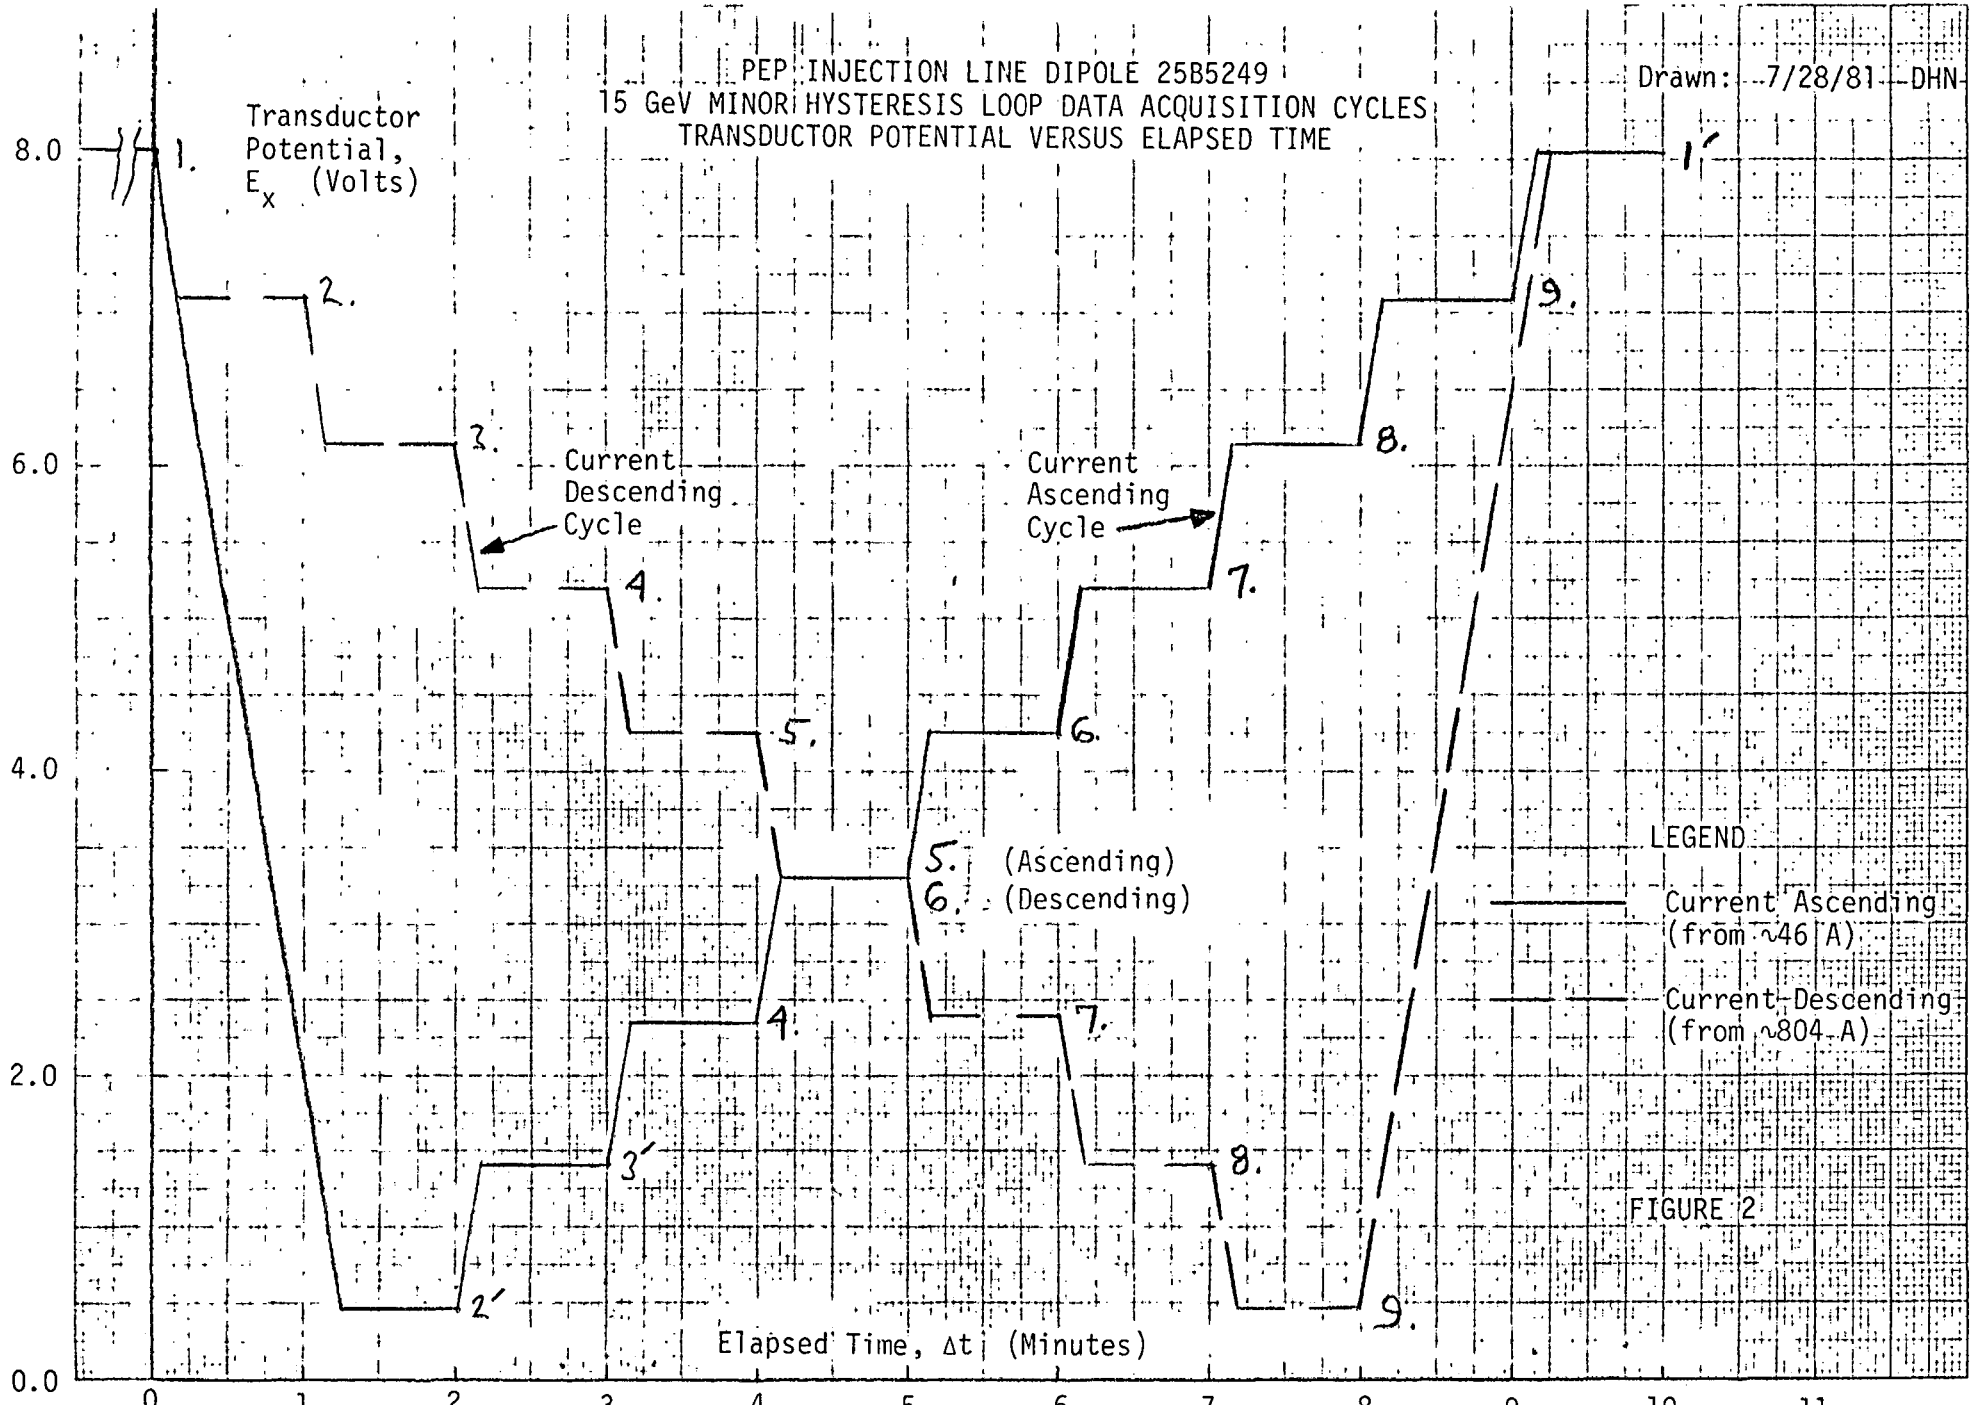 PEP INJECTION LINE DIPOLE 25B5249
15 GeV MINOR HYSTERESIS LOOP DATA ACQUISITION CYCLES
TRANSDUCTOR POTENTIAL VERSUS ELAPSED TIME
Drawn: 7/28/81 DHN
Transductor
Potential,
Ex (Volts)
8.0
6.0
4.0
2.0
0.0
1.
2.
3.
4.
5.
Current
Descending
Cycle
Current
Ascending
Cycle
5. (Ascending)
6. (Descending)
6.
7.
8.
9.
1′
2′
3′
4.
7.
8.
9.
LEGEND
Current Ascending
(from ~46 A)
Current Descending
(from ~804 A)
FIGURE 2
Elapsed Time, Δt (Minutes)
0 1 2 3 4 5 6 7 8 9 10 11